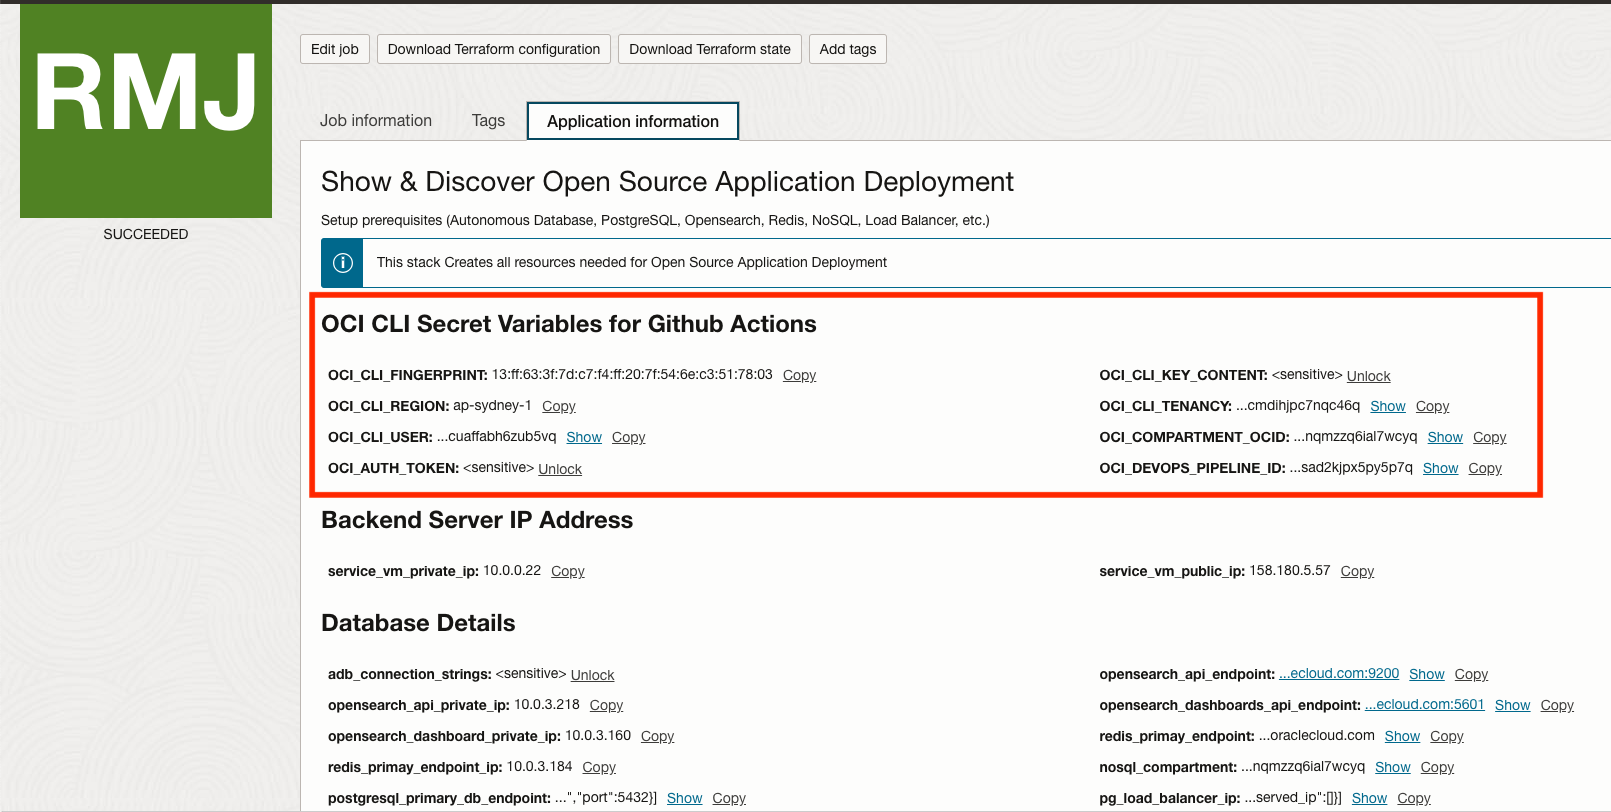 RMJ
SUCCEEDED
Edit job Download Terraform configuration Download Terraform state Add tags
Job information Tags Application information
Show & Discover Open Source Application Deployment
Setup prerequisites (Autonomous Database, PostgreSQL, Opensearch, Redis, NoSQL, Load Balancer, etc.)
This stack Creates all resources needed for Open Source Application Deployment
OCI CLI Secret Variables for Github Actions
OCI_CLI_FINGERPRINT: 13:ff:63:3f:7d:c7:f4:ff:20:7f:54:6e:c3:51:78:03 Copy
OCI_CLI_KEY_CONTENT: <sensitive> Unlock
OCI_CLI_REGION: ap-sydney-1 Copy
OCI_CLI_TENANCY: ...cmdihjpc7nqc46q Show Copy
OCI_CLI_USER: ...cuaffabh6zub5vq Show Copy
OCI_COMPARTMENT_OCID: ...nqmzzq6ial7wcyq Show Copy
OCI_AUTH_TOKEN: <sensitive> Unlock
OCI_DEVOPS_PIPELINE_ID: ...sad2kjpx5py5p7q Show Copy
Backend Server IP Address
service_vm_private_ip: 10.0.0.22 Copy
service_vm_public_ip: 158.180.5.57 Copy
Database Details
adb_connection_strings: <sensitive> Unlock
opensearch_api_endpoint: ...ecloud.com:9200 Show Copy
opensearch_api_private_ip: 10.0.3.218 Copy
opensearch_dashboards_api_endpoint: ...ecloud.com:5601 Show Copy
opensearch_dashboard_private_ip: 10.0.3.160 Copy
redis_primay_endpoint: ...oraclecloud.com Show Copy
redis_primay_endpoint_ip: 10.0.3.184 Copy
nosql_compartment: ...nqmzzq6ial7wcyq Show Copy
postgresql_primary_db_endpoint: ...","port":5432}] Show Copy
pg_load_balancer_ip: ...served_ip":[]}] Show Copy